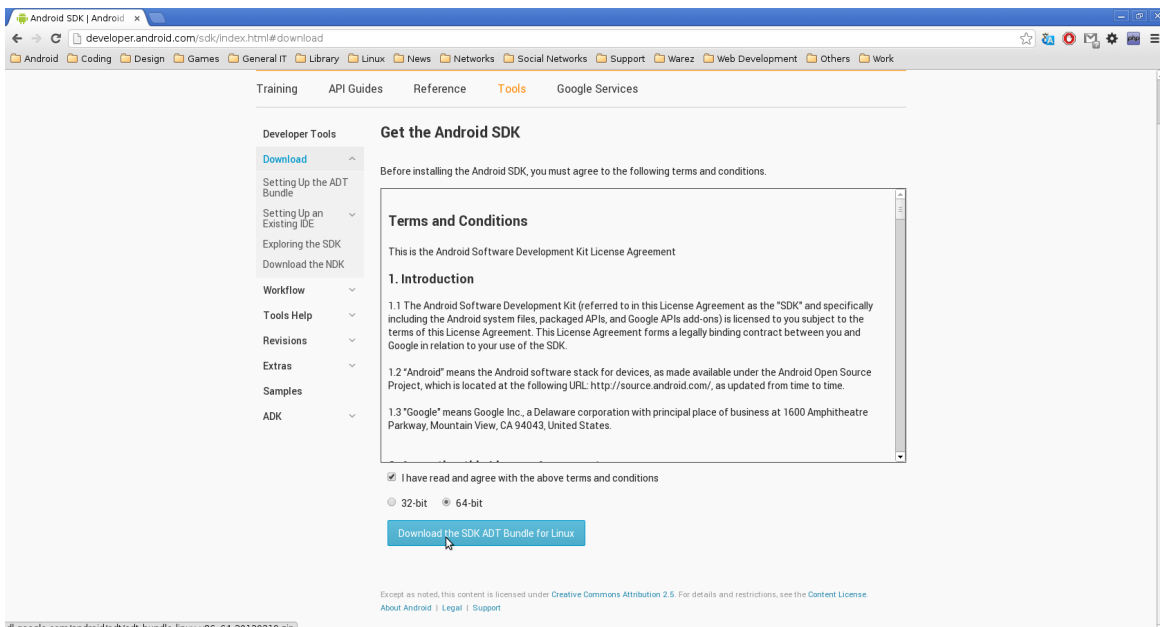 Android SDK | Android
developer.android.com/sdk/index.html#download
Android Coding Design Games General IT Library Linux News Networks Social Networks Support Warez Web Development Others Work
Training API Guides Reference Tools Google Services
Developer Tools
Download
Setting Up the ADT
Bundle
Setting Up an
Existing IDE
Exploring the SDK
Download the NDK
Workflow
Tools Help
Revisions
Extras
Samples
ADK
Get the Android SDK
Before installing the Android SDK, you must agree to the following terms and conditions.
Terms and Conditions
This is the Android Software Development Kit License Agreement
1. Introduction
1.1 The Android Software Development Kit (referred to in this License Agreement as the "SDK" and specifically
including the Android system files, packaged APIs, and Google APIs add-ons) is licensed to you subject to the
terms of this License Agreement. This License Agreement forms a legally binding contract between you and
Google in relation to your use of the SDK.
1.2 "Android" means the Android software stack for devices, as made available under the Android Open Source
Project, which is located at the following URL: http://source.android.com/, as updated from time to time.
1.3 "Google" means Google Inc., a Delaware corporation with principal place of business at 1600 Amphitheatre
Parkway, Mountain View, CA 94043, United States.
I have read and agree with the above terms and conditions
32-bit 64-bit
Download the SDK ADT Bundle for Linux
Except as noted, this content is licensed under Creative Commons Attribution 2.5. For details and restrictions, see the Content License.
About Android | Legal | Support